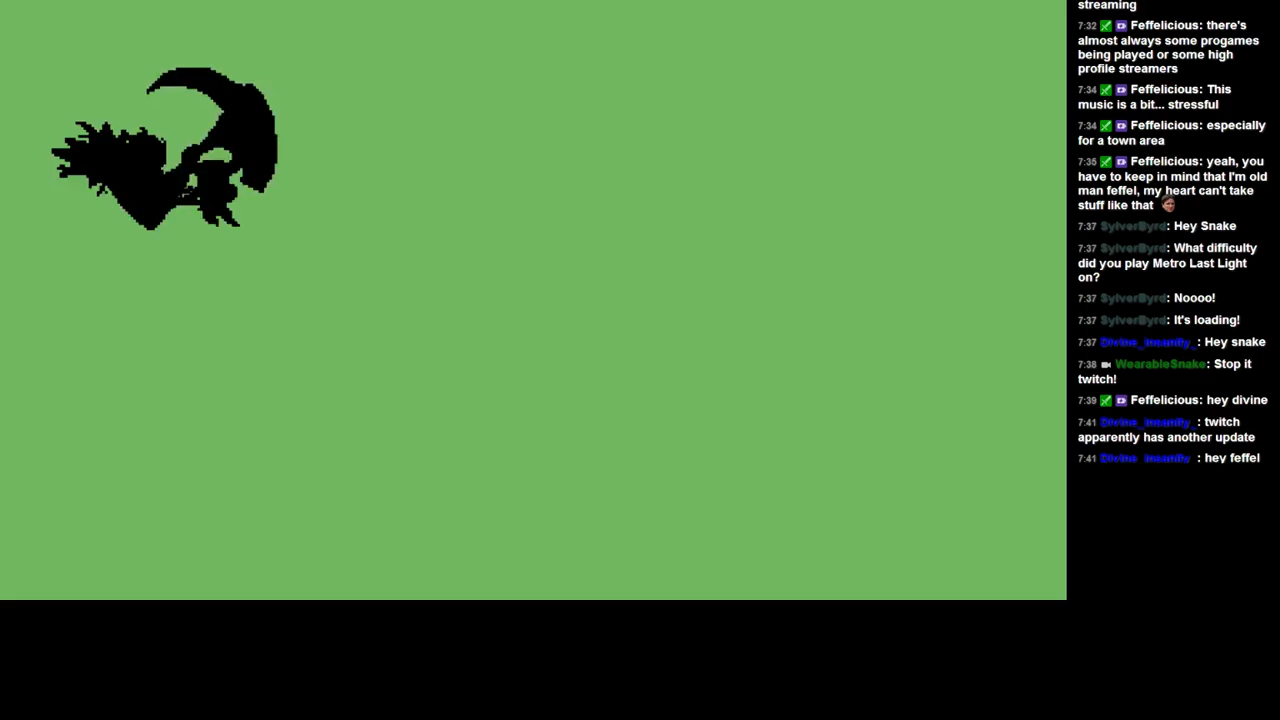 streaming
7:32 Feffelicious: there's
almost always some progames
being played or some high
profile streamers
7:34 Feffelicious: This
music is a bit... stressful
7:34 Feffelicious: especially
for a town area
7:35 Feffelicious: yeah, you
have to keep in mind that I'm old
man feffel, my heart can't take
stuff like that
7:37 SylverByrd: Hey Snake
7:37 SylverByrd: What difficulty
did you play Metro Last Light
on?
7:37 SylverByrd: Noooo!
7:37 SylverByrd: It's loading!
7:37 Divine_Insanity_: Hey snake
7:38 WearableSnake: Stop it
twitch!
7:39 Feffelicious: hey divine
7:41 Divine_Insanity_: twitch
apparently has another update
7:41 Divine_Insanity_: hey feffel